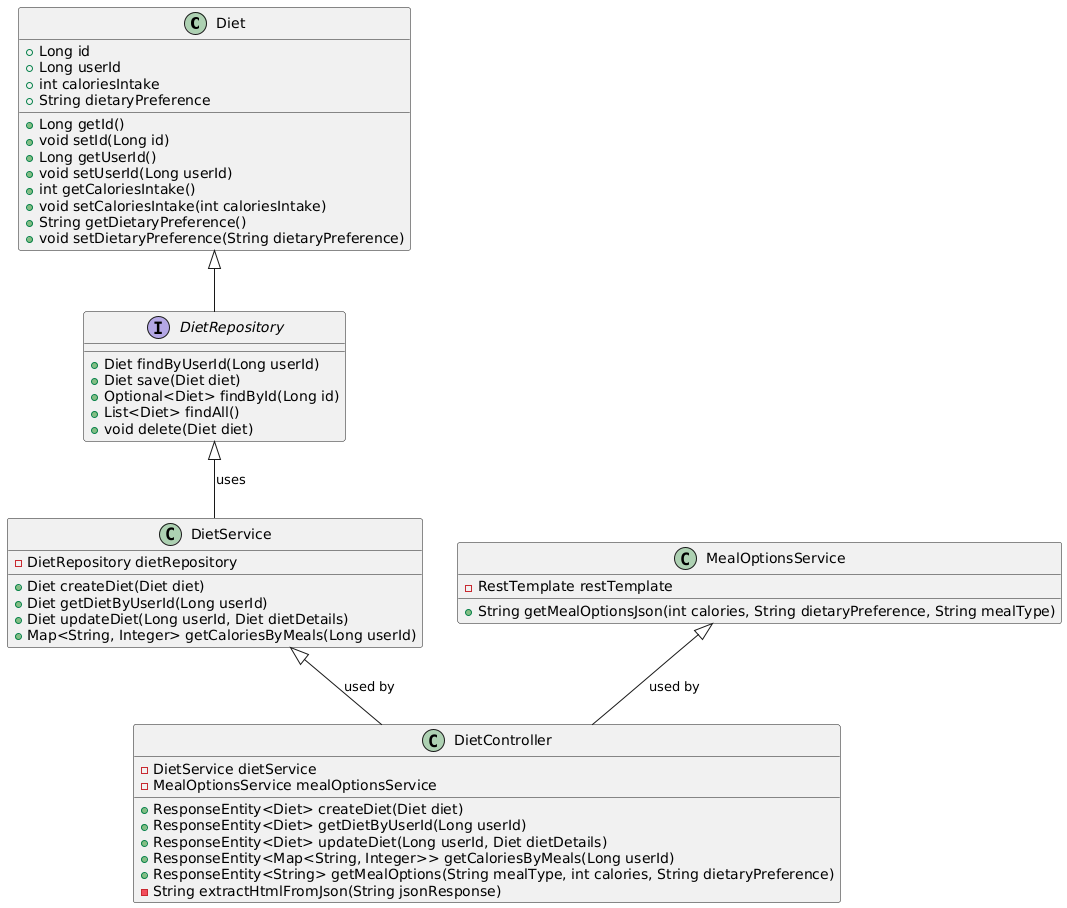 C Diet
Long id
Long userId
int caloriesIntake
String dietaryPreference
Long getId()
void setId(Long id)
Long getUserId()
void setUserId(Long userId)
int getCaloriesIntake()
void setCaloriesIntake(int caloriesIntake)
String getDietaryPreference()
void setDietaryPreference(String dietaryPreference)
I DietRepository
Diet findByUserId(Long userId)
Diet save(Diet diet)
Optional<Diet> findById(Long id)
List<Diet> findAll()
void delete(Diet diet)
uses
C DietService
DietRepository dietRepository
Diet createDiet(Diet diet)
Diet getDietByUserId(Long userId)
Diet updateDiet(Long userId, Diet dietDetails)
Map<String, Integer> getCaloriesByMeals(Long userId)
C MealOptionsService
RestTemplate restTemplate
String getMealOptionsJson(int calories, String dietaryPreference, String mealType)
used by
used by
C DietController
DietService dietService
MealOptionsService mealOptionsService
ResponseEntity<Diet> createDiet(Diet diet)
ResponseEntity<Diet> getDietByUserId(Long userId)
ResponseEntity<Diet> updateDiet(Long userId, Diet dietDetails)
ResponseEntity<Map<String, Integer>> getCaloriesByMeals(Long userId)
ResponseEntity<String> getMealOptions(String mealType, int calories, String dietaryPreference)
String extractHtmlFromJson(String jsonResponse)